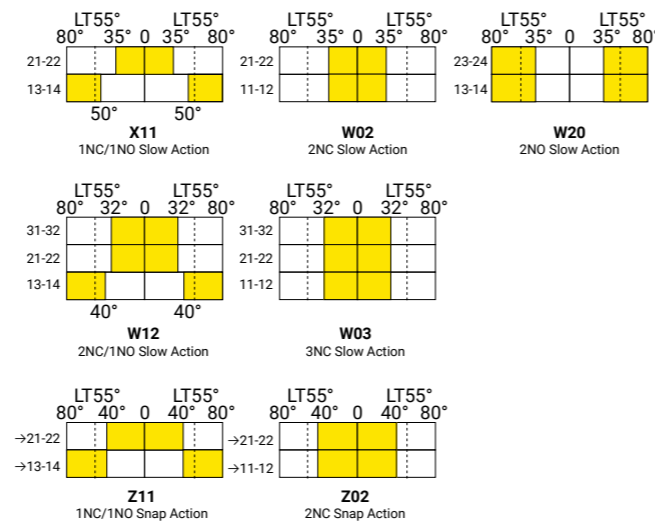 LT55° LT55°
80° 35° 0 35° 80°
21-22
13-14
50° 50°
X11
1NC/1NO Slow Action
LT55° LT55°
80° 35° 0 35° 80°
21-22
11-12
W02
2NC Slow Action
LT55° LT55°
80° 35° 0 35° 80°
23-24
13-14
W20
2NO Slow Action
LT55° LT55°
80° 32° 0 32° 80°
31-32
21-22
13-14
40° 40°
W12
2NC/1NO Slow Action
LT55° LT55°
80° 32° 0 32° 80°
31-32
21-22
11-12
W03
3NC Slow Action
LT55° LT55°
80° 40° 0 40° 80°
→21-22
→13-14
Z11
1NC/1NO Snap Action
LT55° LT55°
80° 40 0 40° 80°
→21-22
→11-12
Z02
2NC Snap Action